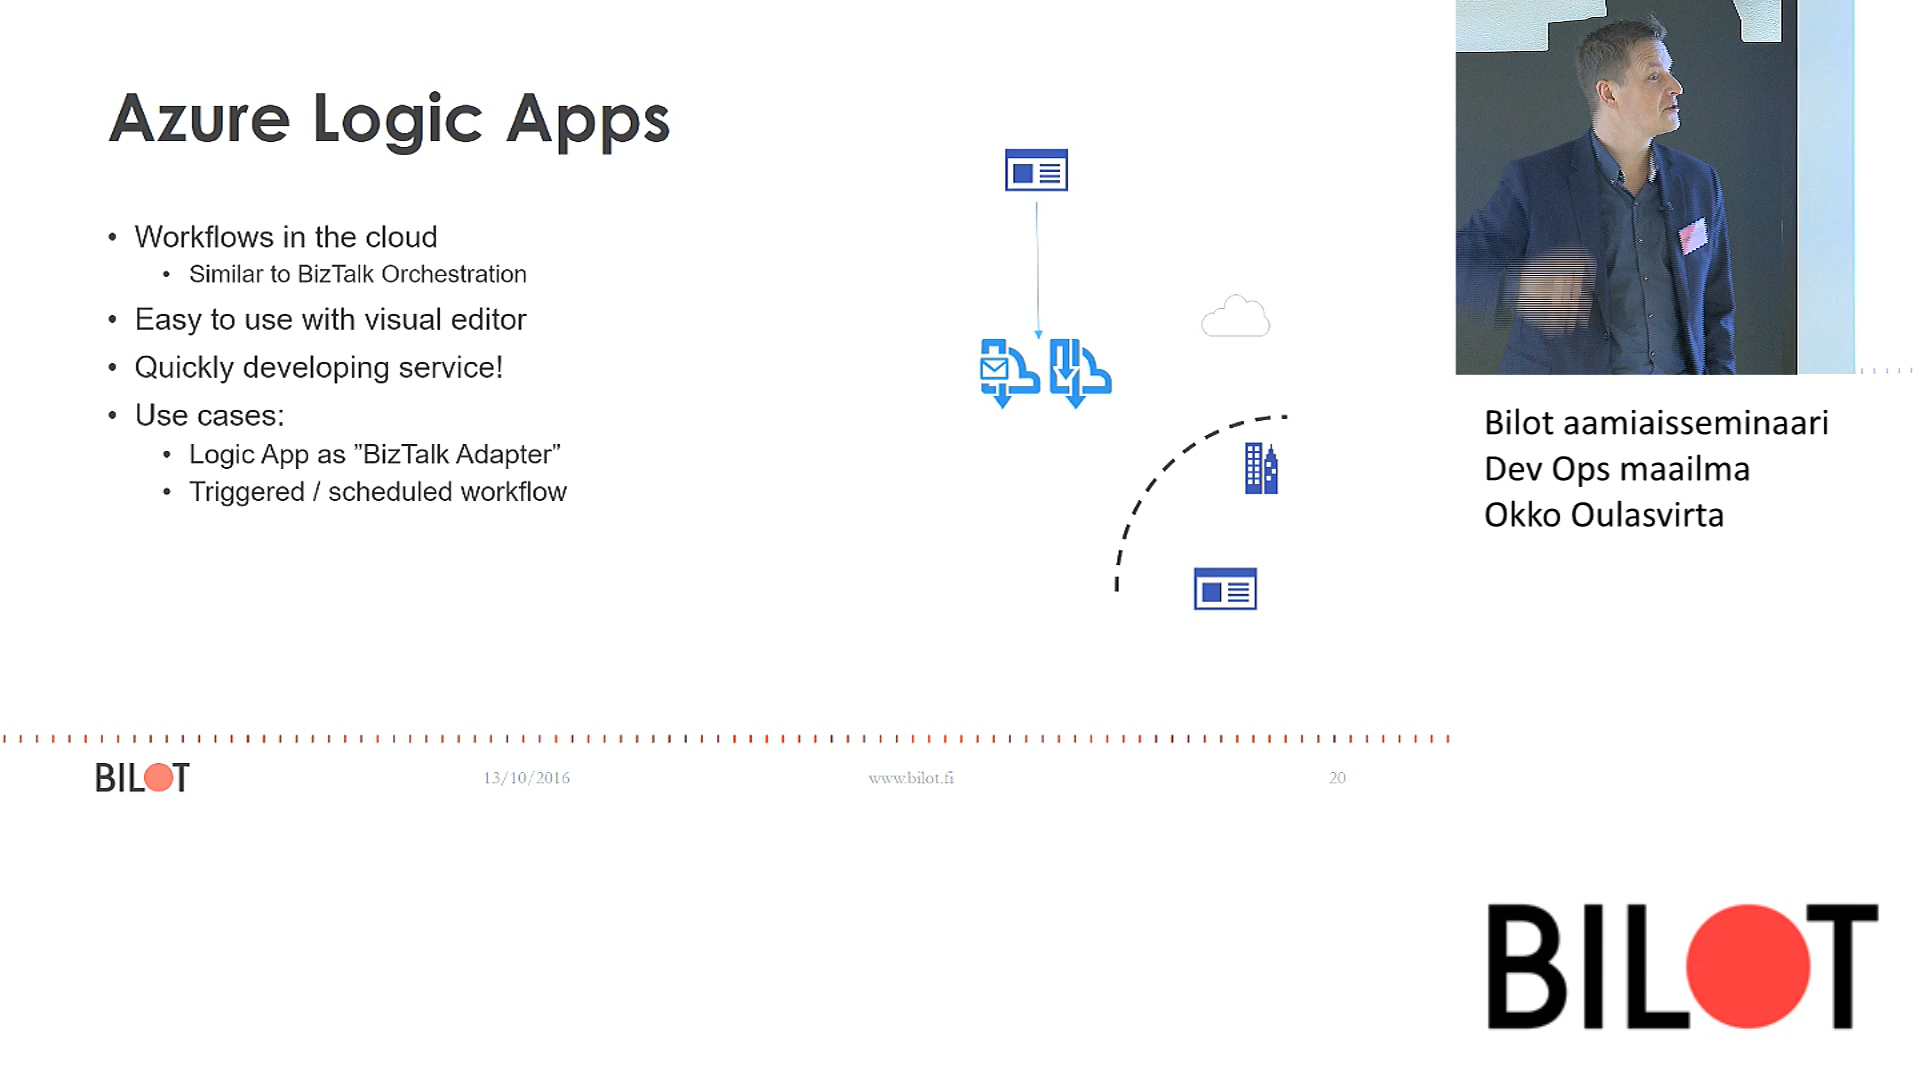 Azure Logic Apps
• Workflows in the cloud
• Similar to BizTalk Orchestration
• Easy to use with visual editor
• Quickly developing service!
• Use cases:
• Logic App as ”BizTalk Adapter”
• Triggered / scheduled workflow
BILOT
13/10/2016
www.bilot.fi
20
Bilot aamiaisseminaari
Dev Ops maailma
Okko Oulasvirta
BILOT